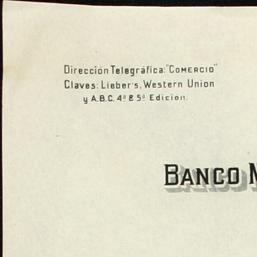 Dirección Telegráfica: "COMERCIO"
Claves: Lieber's, Western Union
y A.B.C. 4ª & 5ª Edicion.
BANCO